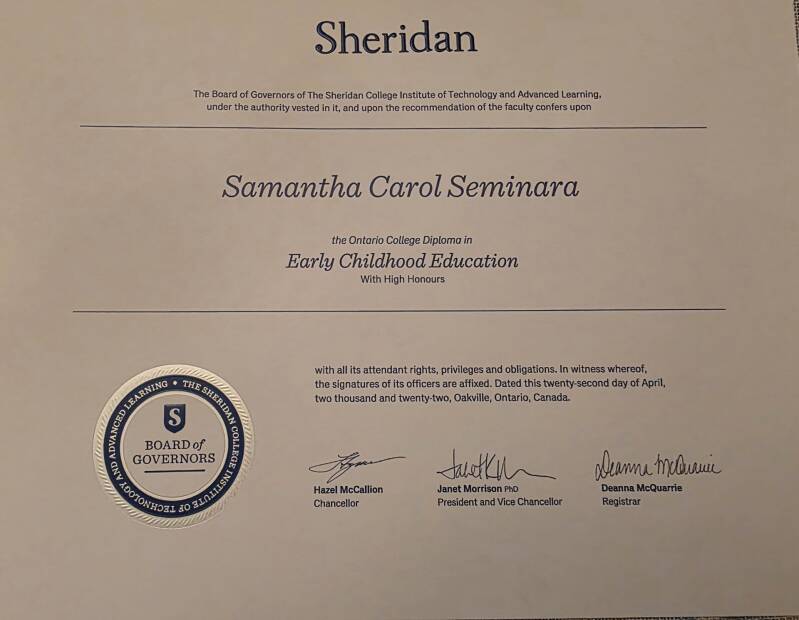 Sheridan
The Board of Governors of The Sheridan College Institute of Technology and Advanced Learning,
under the authority vested in it, and upon the recommendation of the faculty confers upon
Samantha Carol Seminara
the Ontario College Diploma in
Early Childhood Education
With High Honours
with all its attendant rights, privileges and obligations. In witness whereof,
the signatures of its officers are affixed. Dated this twenty-second day of April,
two thousand and twenty-two, Oakville, Ontario, Canada.
THE SHERIDAN COLLEGE INSTITUTE OF TECHNOLOGY AND ADVANCED LEARNING •
S
BOARD of
GOVERNORS
Deanna McQuarrie
Hazel McCallion
Chancellor
Janet Morrison PhD
President and Vice Chancellor
Deanna McQuarrie
Registrar